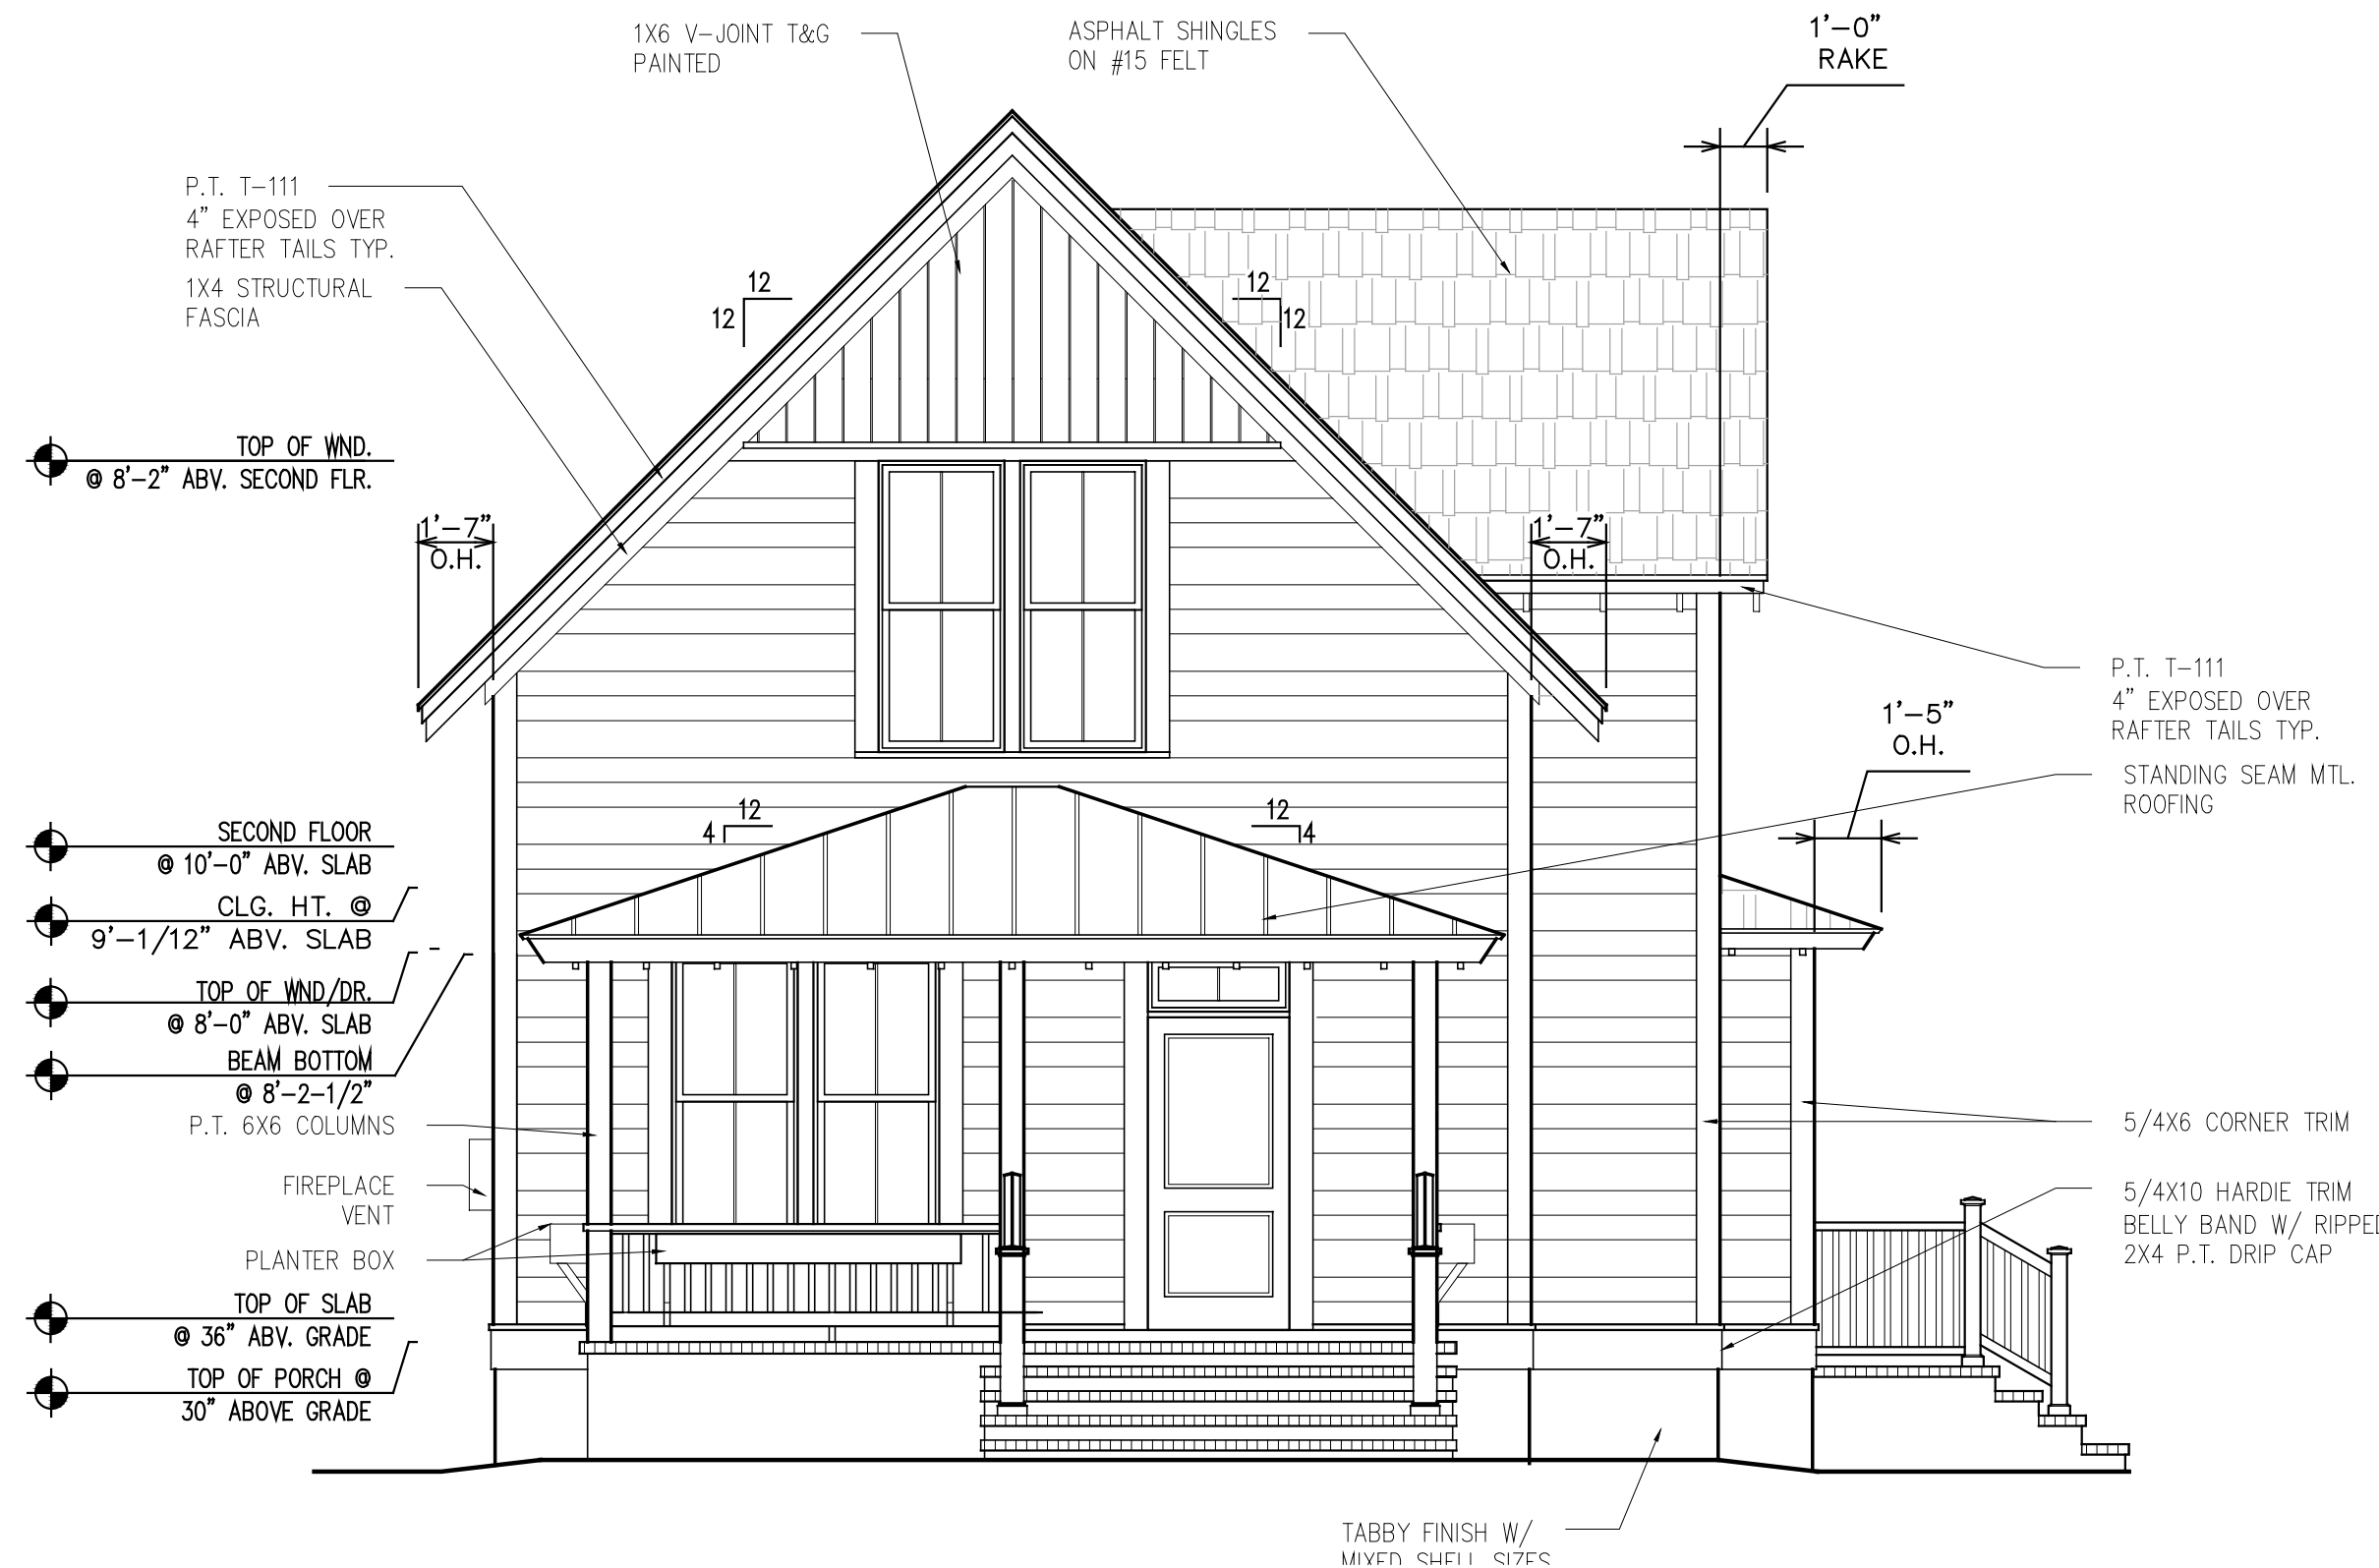 1X6 V-JOINT T&G
PAINTED
ASPHALT SHINGLES
ON #15 FELT
1'-0"
RAKE
P.T. T-111
4" EXPOSED OVER
RAFTER TAILS TYP.
1X4 STRUCTURAL
FASCIA
12
12
12
12
TOP OF WND.
@ 8'-2" ABV. SECOND FLR.
1'-7"
O.H.
1'-7"
O.H.
P.T. T-111
4" EXPOSED OVER
RAFTER TAILS TYP.
1'-5"
O.H.
STANDING SEAM MTL.
ROOFING
12
4
12
4
SECOND FLOOR
@ 10'-0" ABV. SLAB
CLG. HT. @
9'-1/12" ABV. SLAB
TOP OF WND/DR.
@ 8'-0" ABV. SLAB
BEAM BOTTOM
@ 8'-2-1/2"
P.T. 6X6 COLUMNS
FIREPLACE
VENT
PLANTER BOX
TOP OF SLAB
@ 36" ABV. GRADE
TOP OF PORCH @
30" ABOVE GRADE
5/4X6 CORNER TRIM
5/4X10 HARDIE TRIM
BELLY BAND W/ RIPPED
2X4 P.T. DRIP CAP
TABBY FINISH W/
MIXED SHELL SIZES